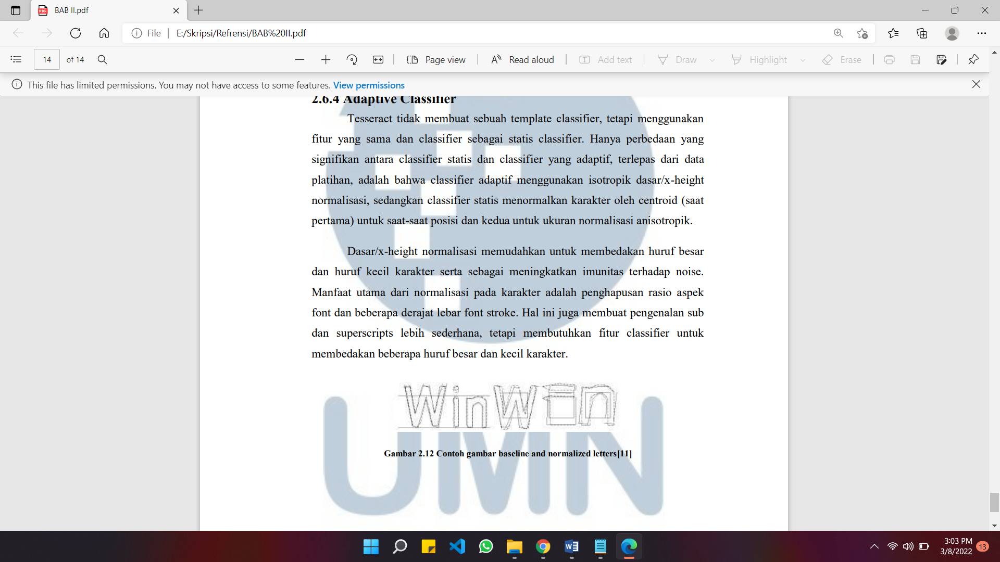 BAB II.pdf
File
E:/Skripsi/Refrensi/BAB%20II.pdf
14 of 14
Page view
Read aloud
Add text
Draw
Highlight
Erase
This file has limited permissions. You may not have access to some features. View permissions
2.6.4 Adaptive Classifier
Tesseract tidak membuat sebuah template classifier, tetapi menggunakan
fitur yang sama dan classifier sebagai statis classifier. Hanya perbedaan yang
signifikan antara classifier statis dan classifier yang adaptif, terlepas dari data
platihan, adalah bahwa classifier adaptif menggunakan isotropik dasar/x-height
normalisasi, sedangkan classifier statis menormalkan karakter oleh centroid (saat
pertama) untuk saat-saat posisi dan kedua untuk ukuran normalisasi anisotropik.
Dasar/x-height normalisasi memudahkan untuk membedakan huruf besar
dan huruf kecil karakter serta sebagai meningkatkan imunitas terhadap noise.
Manfaat utama dari normalisasi pada karakter adalah penghapusan rasio aspek
font dan beberapa derajat lebar font stroke. Hal ini juga membuat pengenalan sub
dan superscripts lebih sederhana, tetapi membutuhkan fitur classifier untuk
membedakan beberapa huruf besar dan kecil karakter.
Win Win
UMN
Gambar 2.12 Contoh gambar baseline and normalized letters[11]
3:03 PM
3/8/2022
13